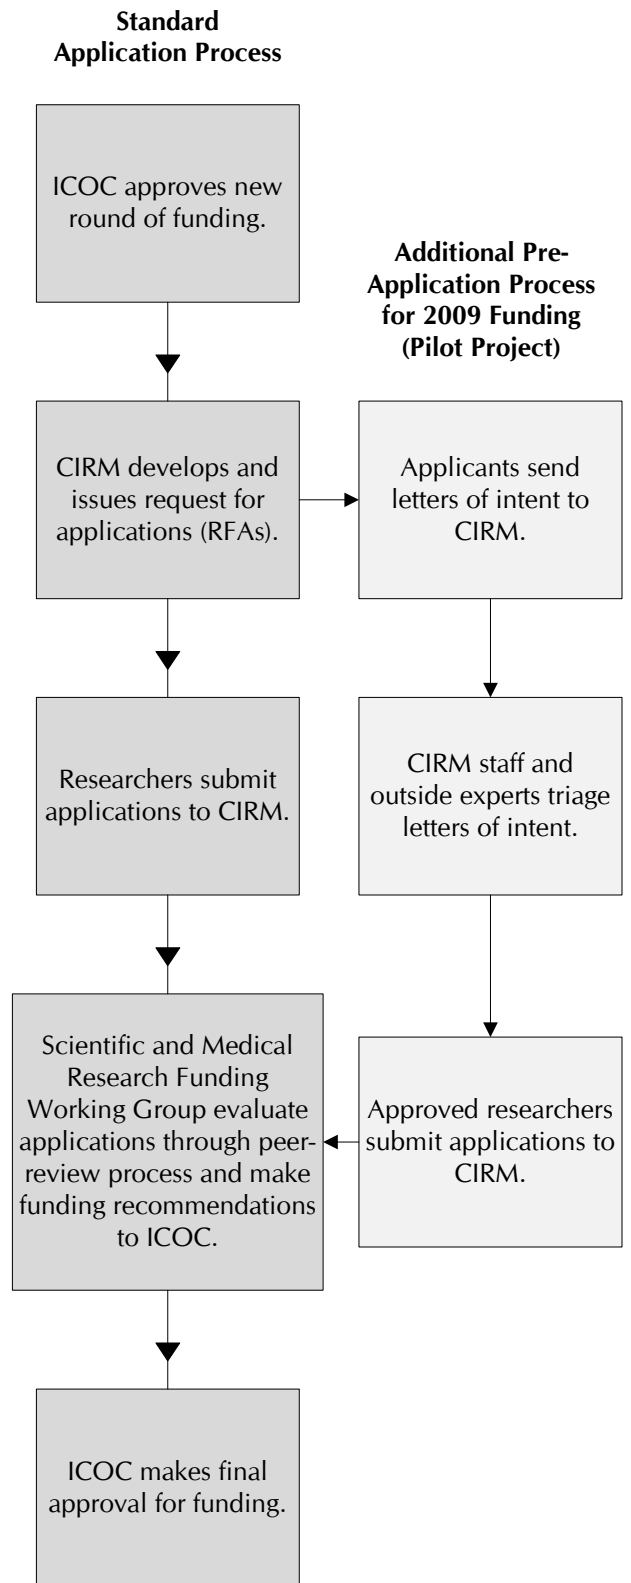 Standard
Application Process
ICOC approves new
round of funding.
Additional Pre-
Application Process
for 2009 Funding
(Pilot Project)
CIRM develops and
issues request for
applications (RFAs).
Applicants send
letters of intent to
CIRM.
Researchers submit
applications to CIRM.
CIRM staff and
outside experts triage
letters of intent.
Scientific and Medical
Research Funding
Working Group evaluate
applications through peer-
review process and make
funding recommendations
to ICOC.
Approved researchers
submit applications to
CIRM.
ICOC makes final
approval for funding.